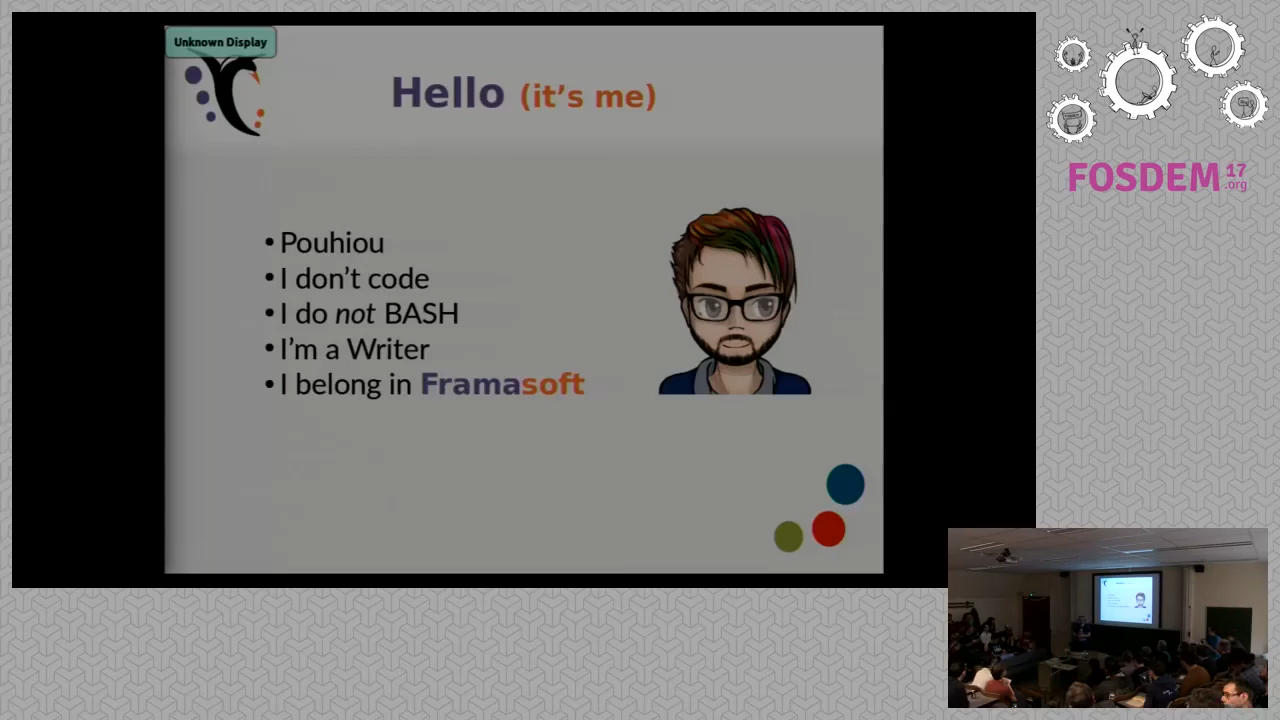 Unknown Display
Hello (it's me)
• Pouhiou
• I don't code
• I do not BASH
• I'm a Writer
• I belong in Framasoft
FOSDEM 17
.org